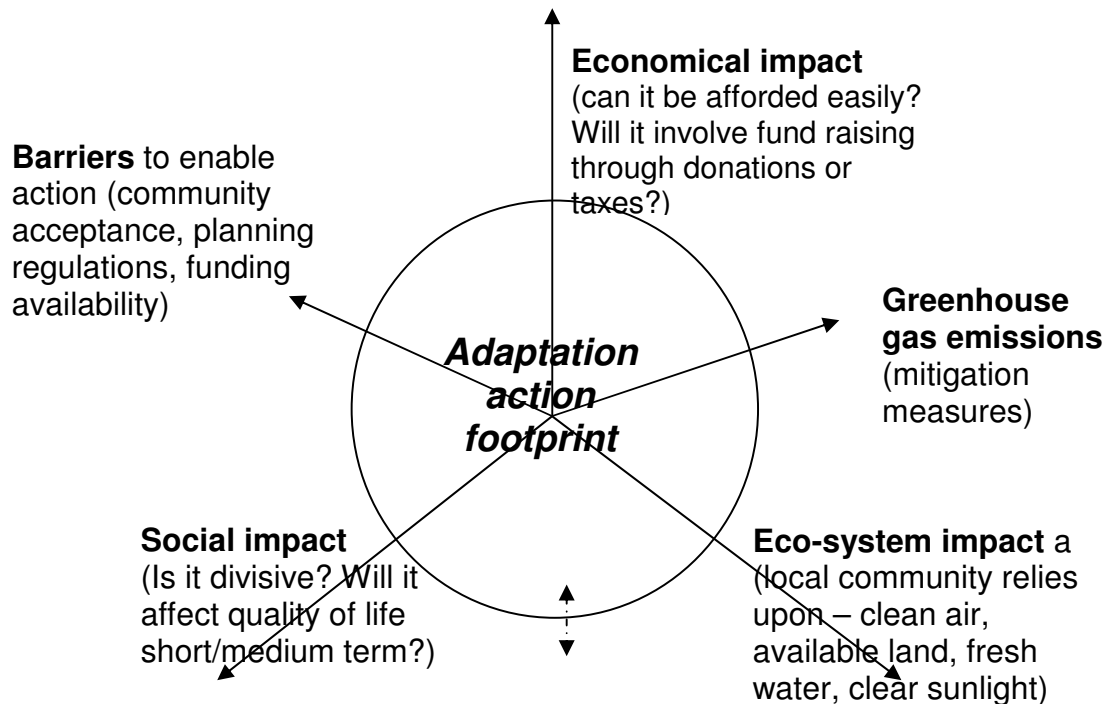 Economical impact
(can it be afforded easily?
Will it involve fund raising
through donations or
taxes?)
Barriers to enable
action (community
acceptance, planning
regulations, funding
availability)
Greenhouse
gas emissions
(mitigation
measures)
Adaptation
action
footprint
Social impact
(Is it divisive? Will it
affect quality of life
short/medium term?)
Eco-system impact a
(local community relies
upon – clean air,
available land, fresh
water, clear sunlight)